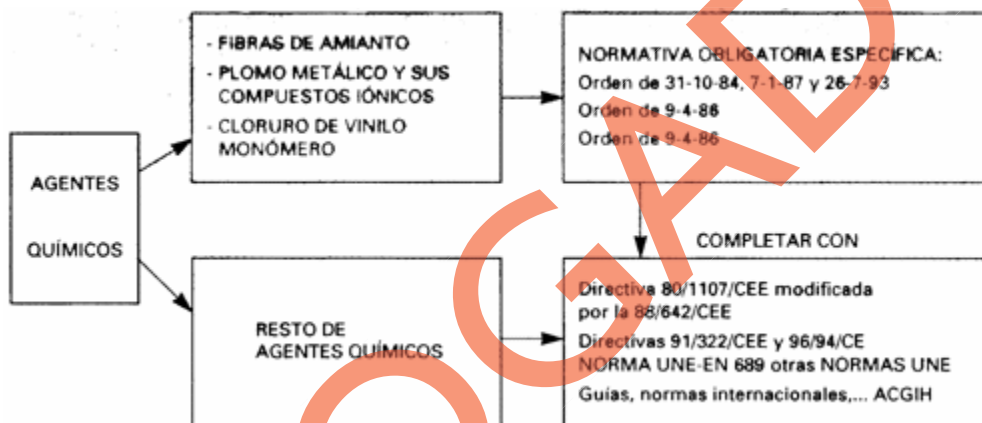 - FIBRAS DE AMIANTO
- PLOMO METÁLICO Y SUS
COMPUESTOS IÓNICOS
- CLORURO DE VINILO
MONÓMERO
NORMATIVA OBLIGATORIA ESPECIFICA:
Orden de 31-10-84, 7-1-87 y 26-7-93
Orden de 9-4-86
Orden de 9-4-86
AGENTES
QUÍMICOS
COMPLETAR CON
RESTO DE
AGENTES QUÍMICOS
Directiva 80/1107/CEE modificada
por la 88/642/CEE
Directivas 91/322/CEE y 96/94/CE
NORMA UNE-EN 689 otras NORMAS UNE
Guías, normas internacionales,... ACGIH
OGAD